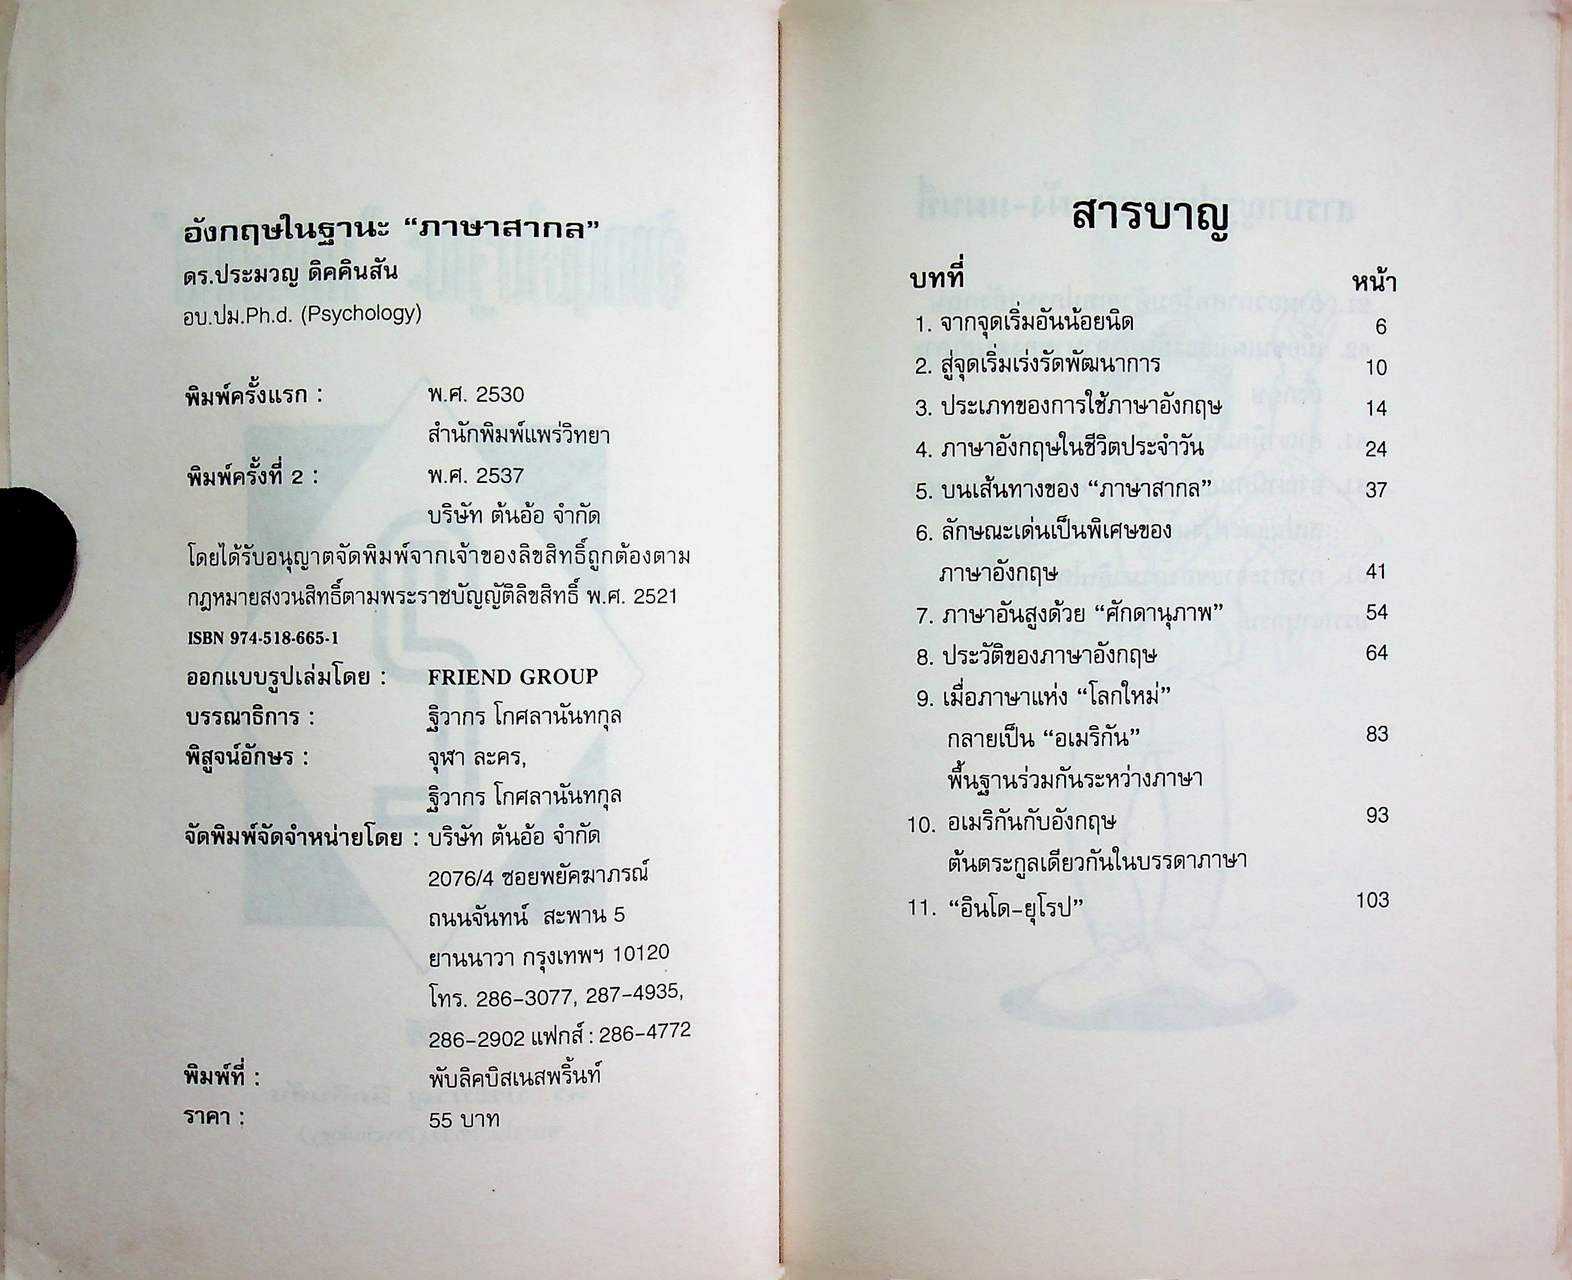 อังกฤษในฐานะ “ภาษาสากล”
ดร.ประมวญ ดิคคินสัน
อบ.ปม.Ph.d. (Psychology)
พิมพ์ครั้งแรก : พ.ศ. 2530
สำนักพิมพ์แพร่วิทยา
พิมพ์ครั้งที่ 2 : พ.ศ. 2537
บริษัท ต้นอ้อ จำกัด
โดยได้รับอนุญาตจัดพิมพ์จากเจ้าของลิขสิทธิ์ถูกต้องตาม
กฎหมายสงวนสิทธิ์ตามพระราชบัญญัติลิขสิทธิ์ พ.ศ. 2521
ISBN 974-518-665-1
ออกแบบรูปเล่มโดย : FRIEND GROUP
บรรณาธิการ : ฐิวากร โกศลานันทกุล
พิสูจน์อักษร : จุฬา ละคร,
ฐิวากร โกศลานันทกุล
จัดพิมพ์จัดจำหน่ายโดย : บริษัท ต้นอ้อ จำกัด
2076/4 ซอยพยัคฆาภรณ์
ถนนจันทน์ สะพาน 5
ยานนาวา กรุงเทพฯ 10120
โทร. 286-3077, 287-4935,
286-2902 แฟกส์ : 286-4772
พิมพ์ที่ : พับลิคบิสเนสพริ้นท์
ราคา : 55 บาท
สารบาญ
บทที่ หน้า
1. จากจุดเริ่มอันน้อยนิด 6
2. สู่จุดเริ่มเร่งรัดพัฒนาการ 10
3. ประเภทของการใช้ภาษาอังกฤษ 14
4. ภาษาอังกฤษในชีวิตประจำวัน 24
5. บนเส้นทางของ “ภาษาสากล” 37
6. ลักษณะเด่นเป็นพิเศษของ
ภาษาอังกฤษ 41
7. ภาษาอันสูงด้วย “ศักดานุภาพ” 54
8. ประวัติของภาษาอังกฤษ 64
9. เมื่อภาษาแห่ง “โลกใหม่”
กลายเป็น “อเมริกัน” 83
พื้นฐานร่วมกันระหว่างภาษา
10. อเมริกันกับอังกฤษ 93
ต้นตระกูลเดียวกันในบรรดาภาษา
11. “อินโด-ยุโรป” 103